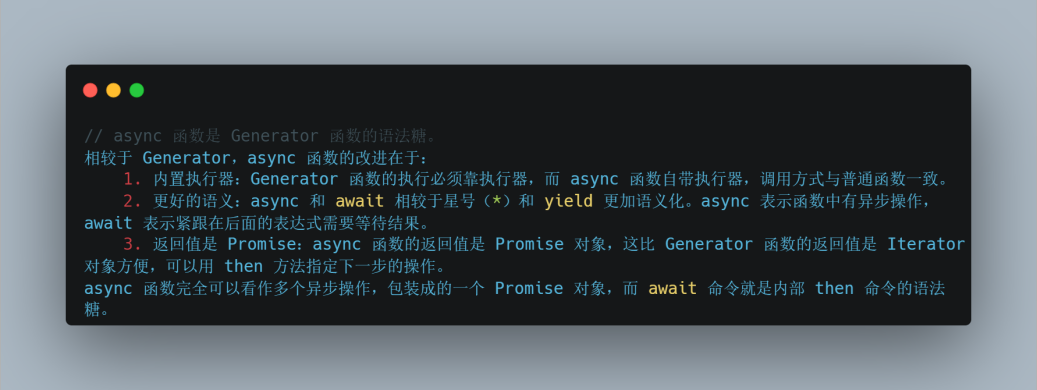 // async 函数是 Generator 函数的语法糖。
相较于 Generator，async 函数的改进在于：
1. 内置执行器：Generator 函数的执行必须靠执行器，而 async 函数自带执行器，调用方式与普通函数一致。
2. 更好的语义：async 和 await 相较于星号（*）和 yield 更加语义化。async 表示函数中有异步操作，
await 表示紧跟在后面的表达式需要等待结果。
3. 返回值是 Promise：async 函数的返回值是 Promise 对象，这比 Generator 函数的返回值是 Iterator
对象方便，可以用 then 方法指定下一步的操作。
async 函数完全可以看作多个异步操作，包装成的一个 Promise 对象，而 await 命令就是内部 then 命令的语法
糖。